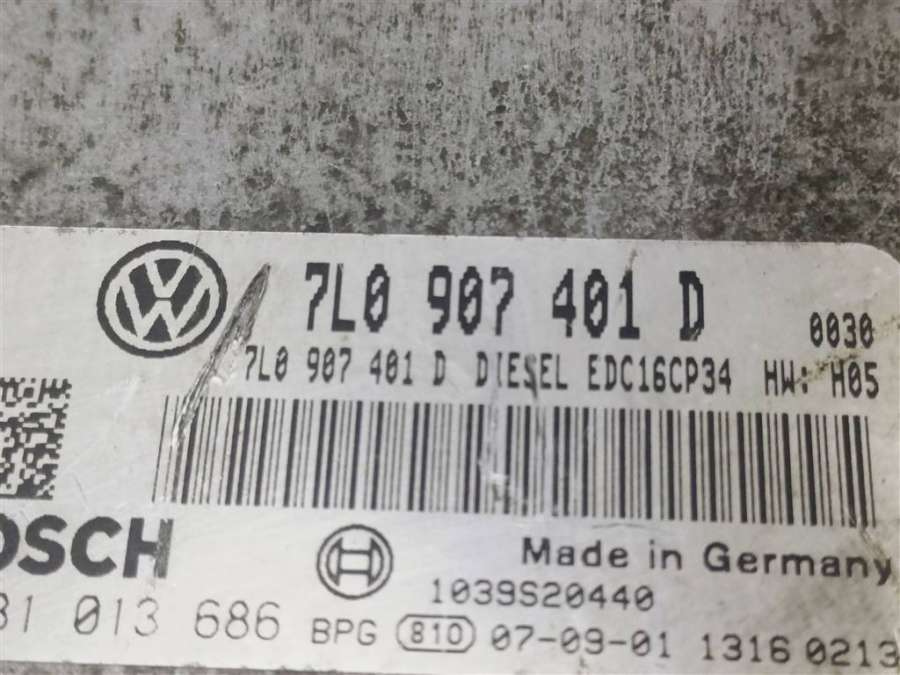 7L0 907 401 D
0030
7L0 907 401 D DIESEL EDC16CP34 HW: H05
OSCH
Made in Germany
1039S20440
81 013 686 BPG 810 07-09-01 1316 0213